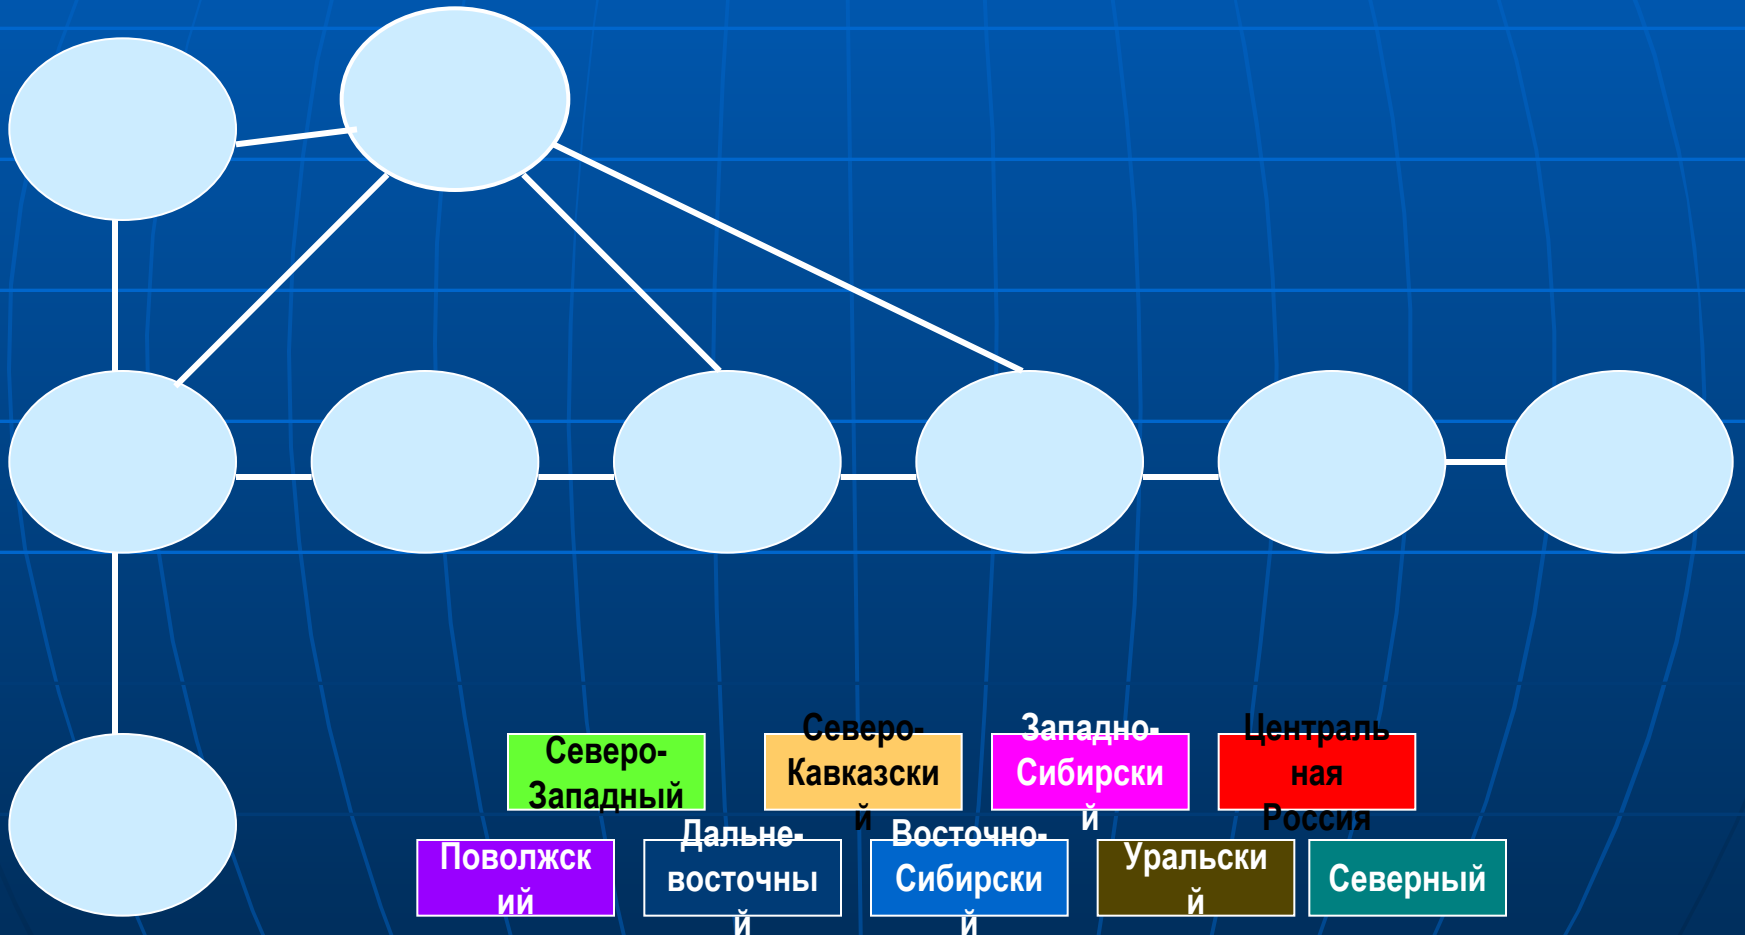 Северо-
Западный
Северо-
Кавказски
й
Западно-
Сибирски
й
Централь
ная
Россия
Поволжск
ий
Дальне-
восточны
й
Восточно-
Сибирски
й
Уральски
й
Северный